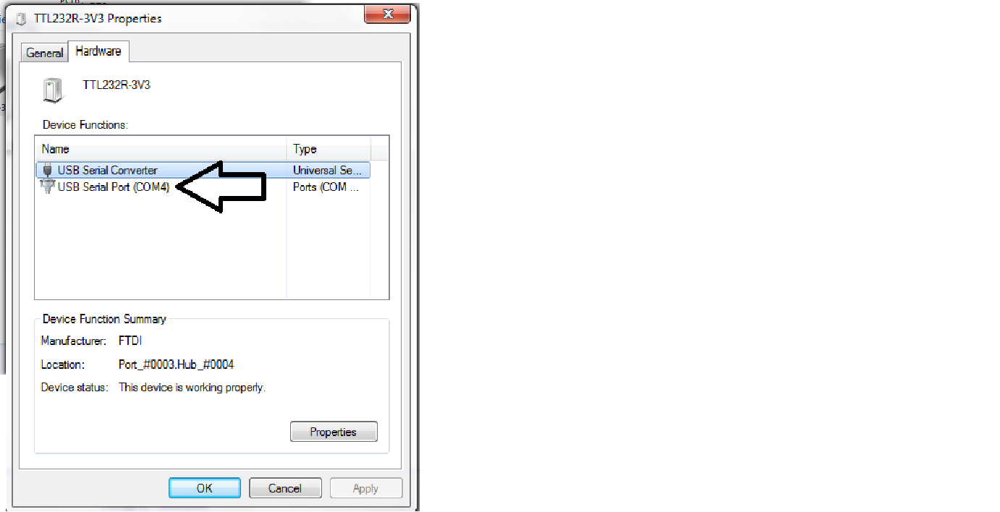 TTL232R-3V3 Properties
General
Hardware
TTL232R-3V3
Device Functions:
Name Type
USB Serial Converter Universal Se...
USB Serial Port (COM4) Ports (COM ...
Device Function Summary
Manufacturer: FTDI
Location: Port_#0003.Hub_#0004
Device status: This device is working properly.
Properties
OK Cancel Apply